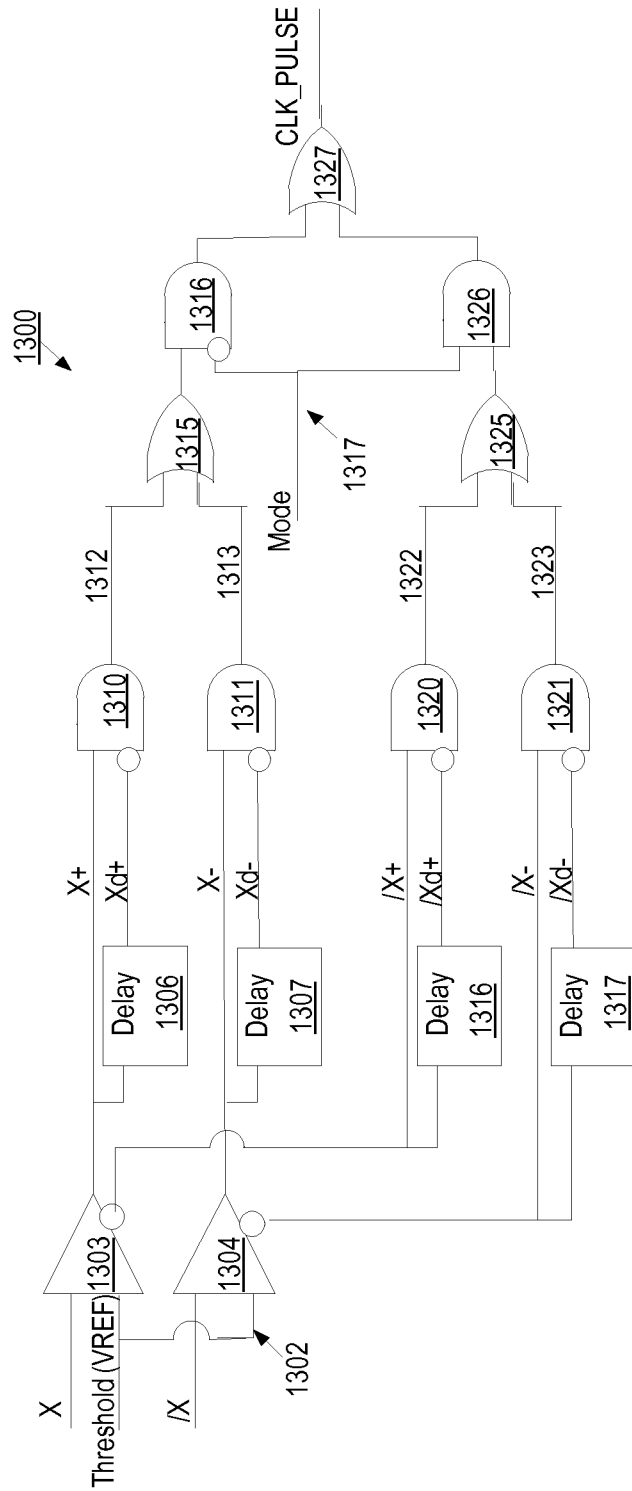 1300
X
Threshold (VREF)
/X
1302
1303
1304
X+
Xd+
X-
Xd-
/X+
/Xd+
/X-
/Xd-
Delay
1306
Delay
1307
Delay
1316
Delay
1317
1310
1311
1320
1321
1312
1313
1322
1323
1315
1325
Mode
1317
1316
1326
1327
CLK_PULSE